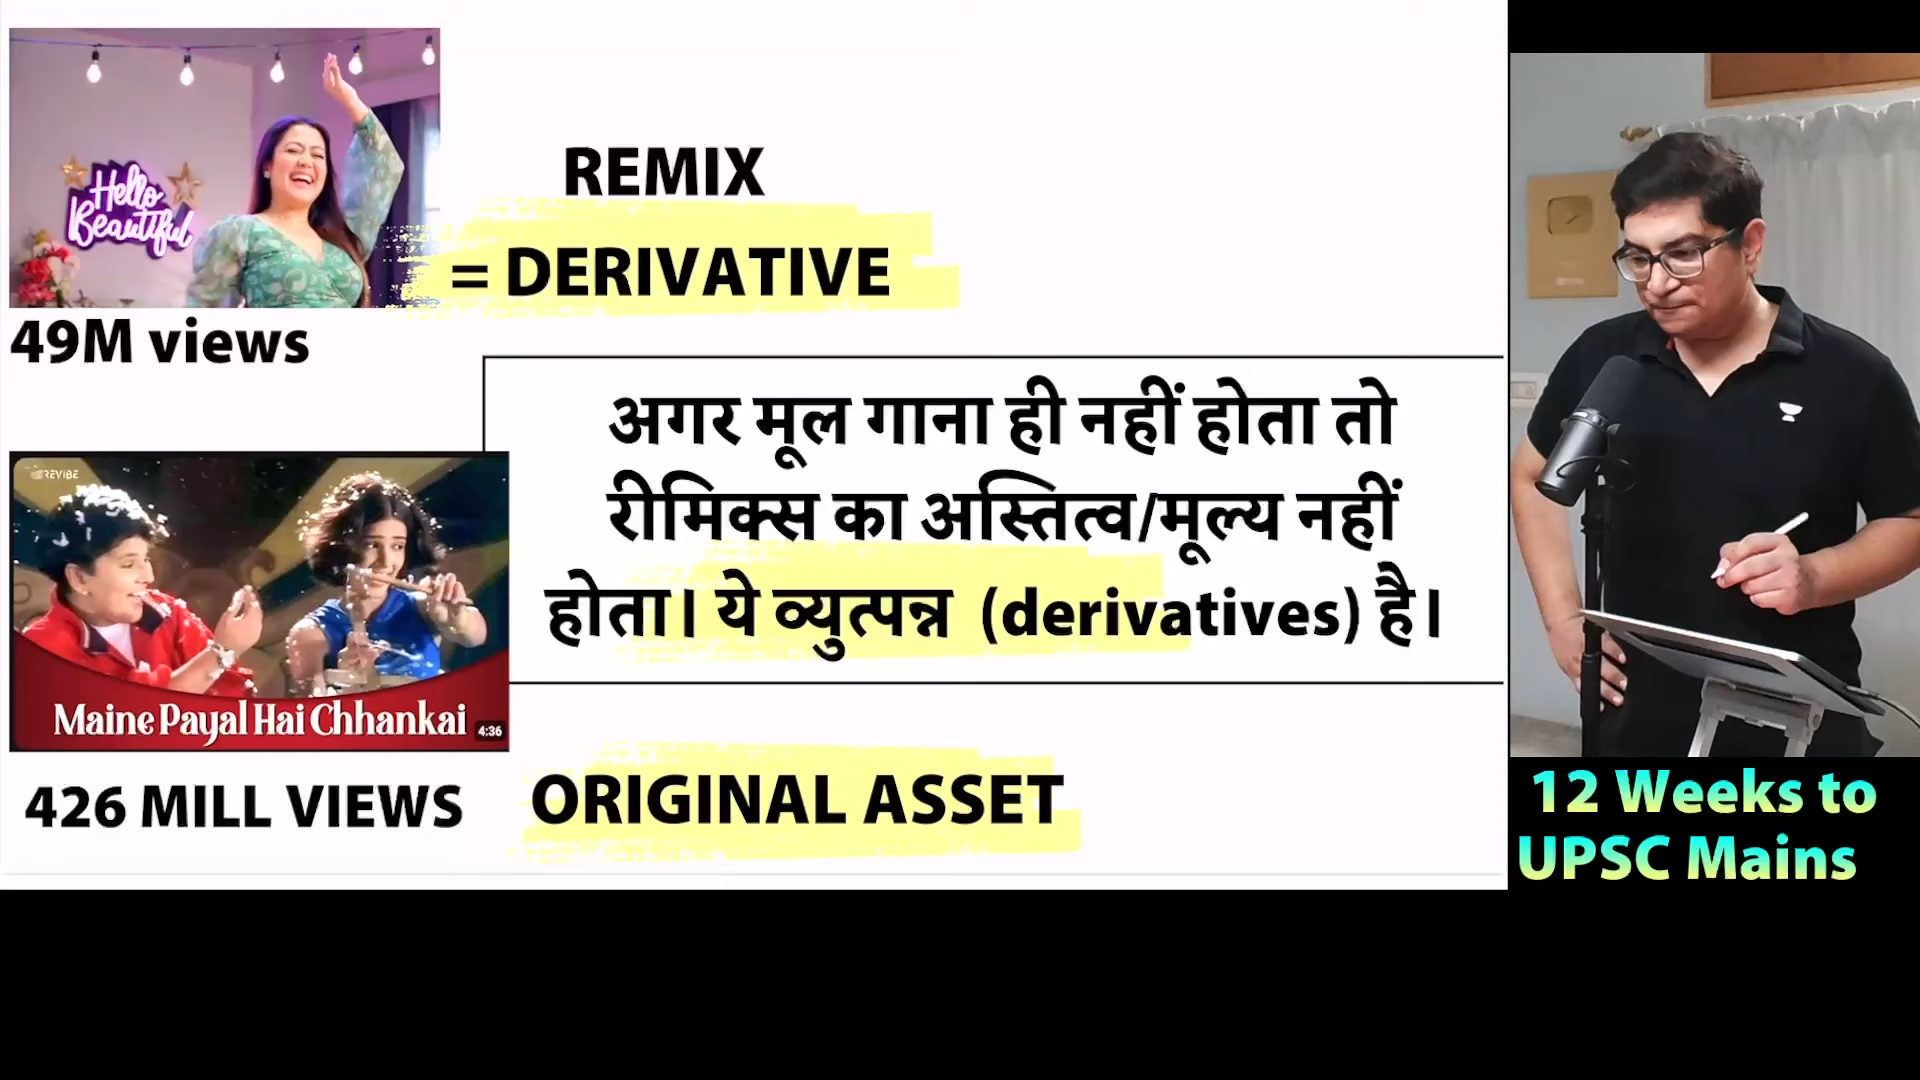 Hello
Beautiful
49M views
REMIX
= DERIVATIVE
अगर मूल गाना ही नहीं होता तो
रीमिक्स का अस्तित्व/मूल्य नहीं
होता। ये व्युत्पन्न (derivatives) है।
REVIBE
Maine Payal Hai Chhankai
4:36
426 MILL VIEWS
ORIGINAL ASSET
12 Weeks to
UPSC Mains